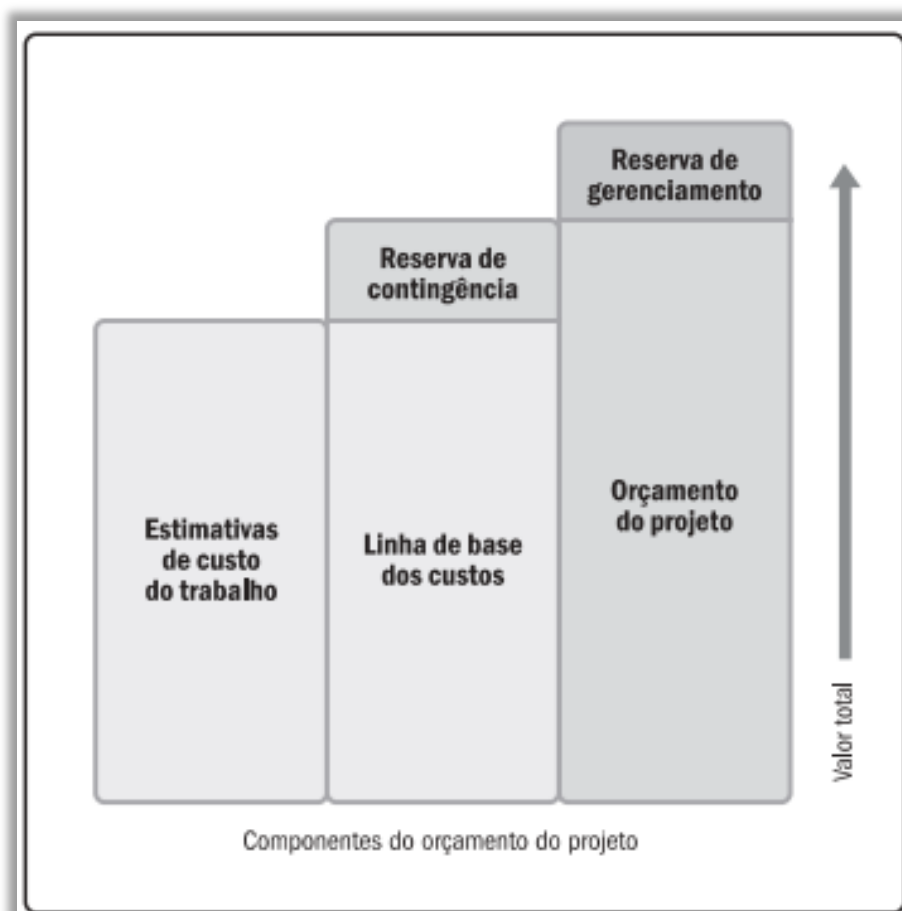 Reserva de
gerenciamento
Reserva de
contingência
Estimativas
de custo
do trabalho
Linha de base
dos custos
Orçamento
do projeto
Valor total
Componentes do orçamento do projeto